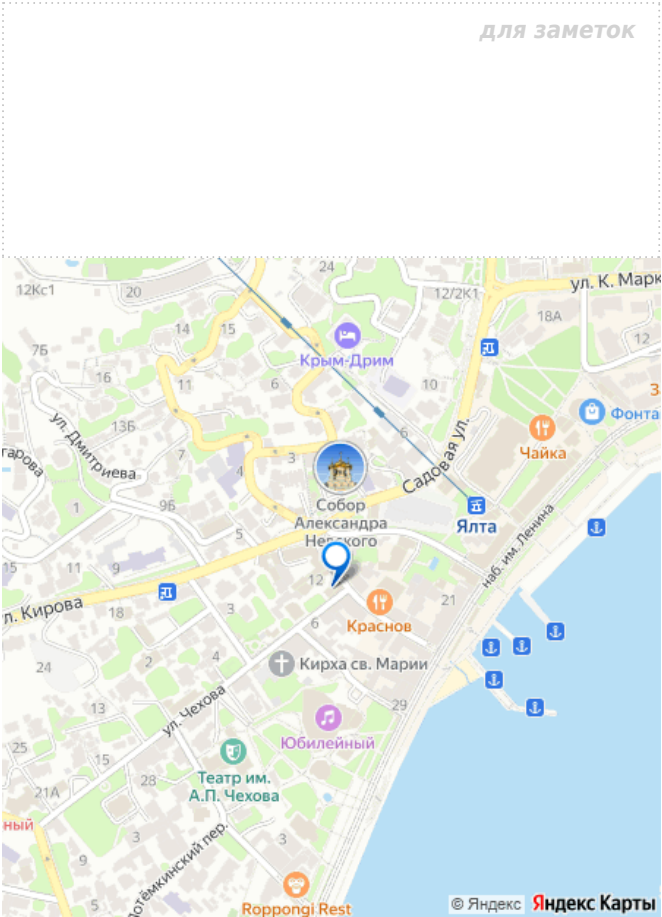 для заметок
24
12Кс1
20
12/2К1
ул. К. Марк
18А
14
15
7Б
Крым-Дрим
12
16
11
6
10
Фонта
13Б
6
Чайка
ул. Дмитриева
Садовая ул.
гарова
7
4
3
1
9Б
Собор
Александра
Невского
Ялта
5
наб. им. Ленина
15
11
9
12
л. Кирова
18
3
21
Краснов
6
24
2
4
Кирха св. Марии
ул. Чехова
29
13
Юбилейный
25
15
Театр им.
А.П. Чехова
28
21А
ный
Потёмкинский пер.
3
9
3
5
Roppongi Rest
© Яндекс Яндекс Карты